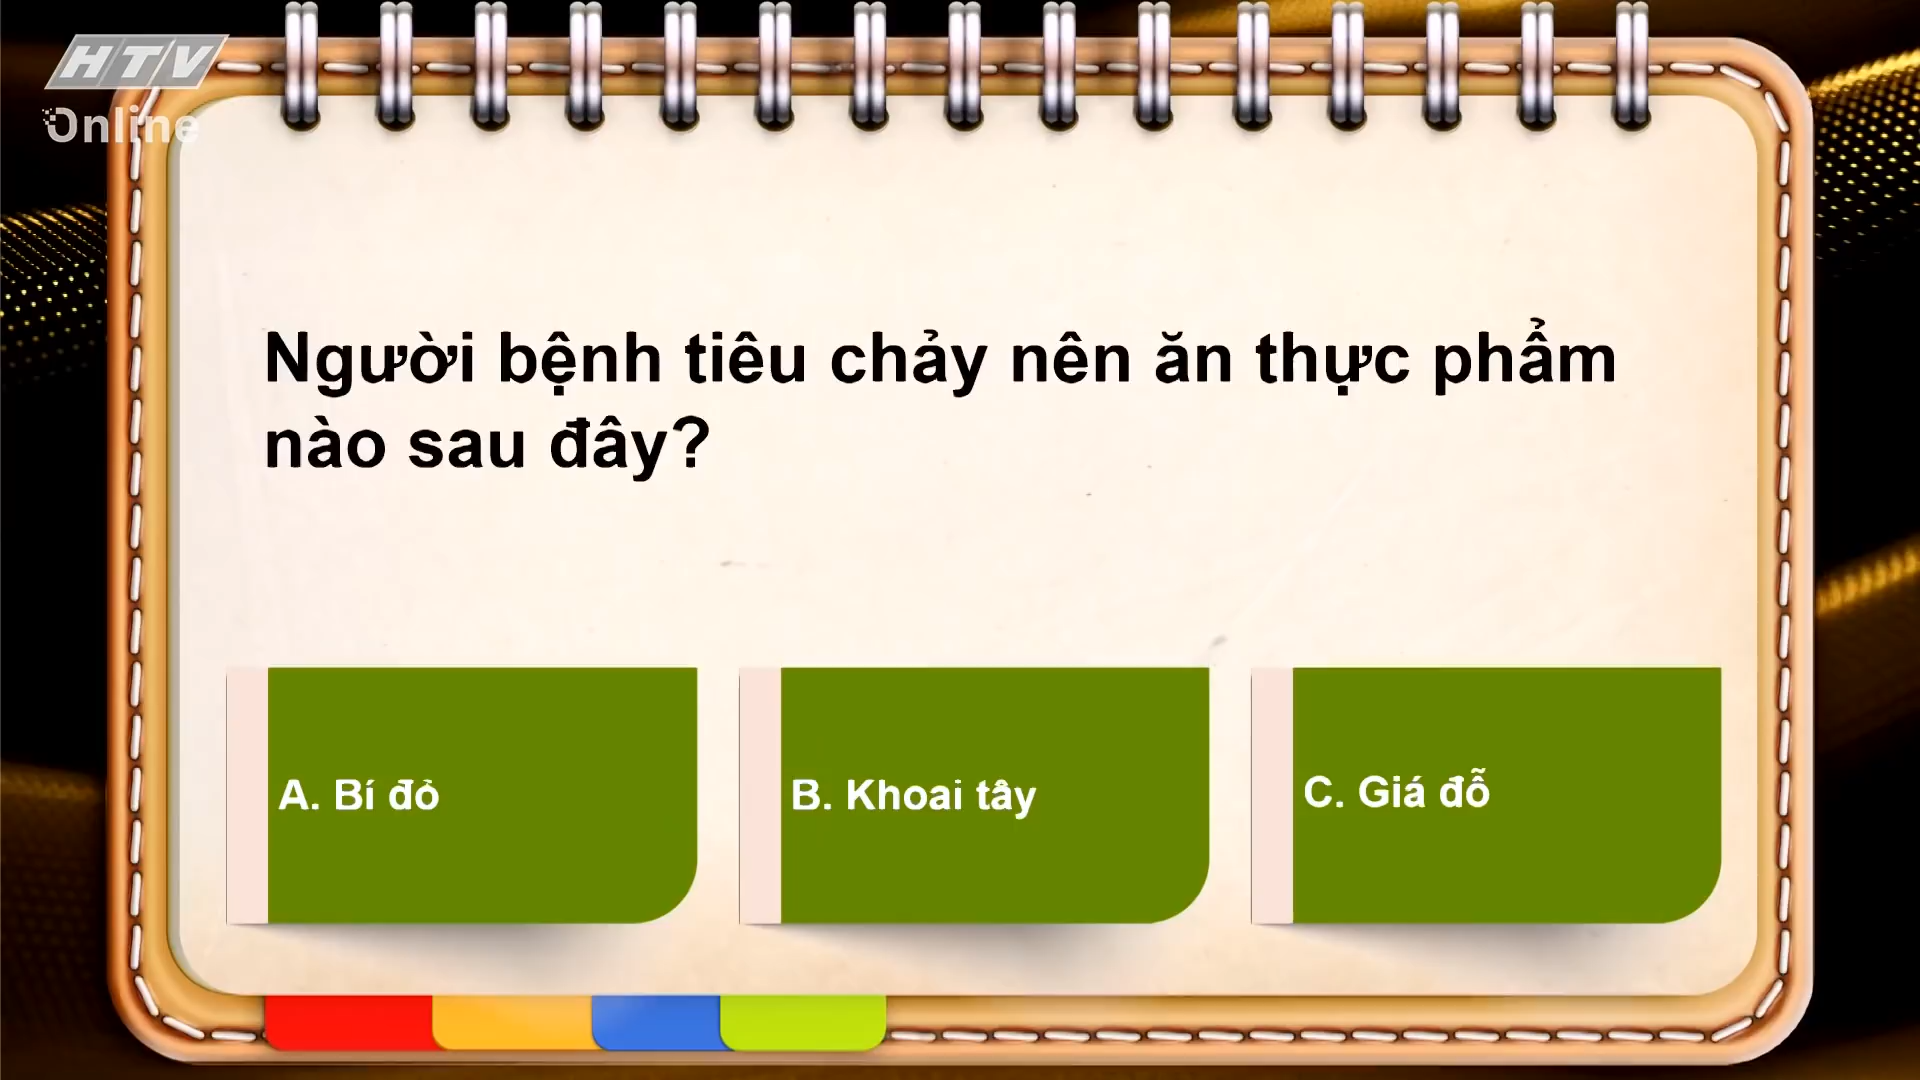 HTV
Online
Người bệnh tiêu chảy nên ăn thực phẩm
nào sau đây?
A. Bí đỏ
B. Khoai tây
C. Giá đỗ